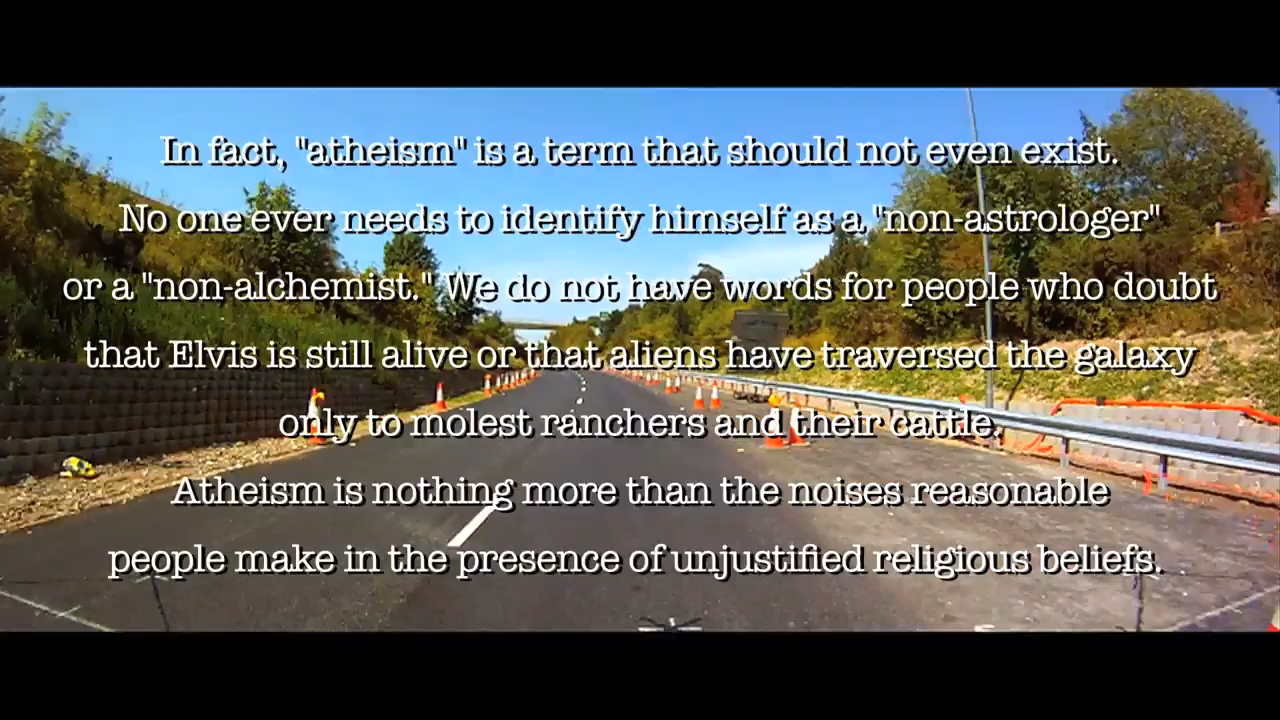 In fact, "atheism" is a term that should not even exist.
No one ever needs to identify himself as a "non-astrologer"
or a "non-alchemist." We do not have words for people who doubt
that Elvis is still alive or that aliens have traversed the galaxy
only to molest ranchers and their cattle.
Atheism is nothing more than the noises reasonable
people make in the presence of unjustified religious beliefs.